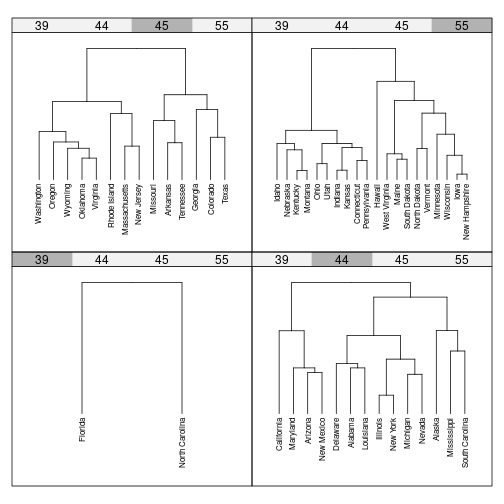 39 44 45 55
39 44 45 55
Washington
Oregon
Wyoming
Oklahoma
Virginia
Rhode Island
Massachusetts
New Jersey
Missouri
Arkansas
Tennessee
Georgia
Colorado
Texas
Idaho
Nebraska
Kentucky
Montana
Ohio
Utah
Indiana
Kansas
Connecticut
Pennsylvania
Hawaii
West Virginia
Maine
South Dakota
North Dakota
Vermont
Minnesota
Wisconsin
Iowa
New Hampshire
39 44 45 55
39 44 45 55
Florida
North Carolina
California
Maryland
Arizona
New Mexico
Delaware
Alabama
Louisiana
Illinois
New York
Michigan
Nevada
Alaska
Mississippi
South Carolina